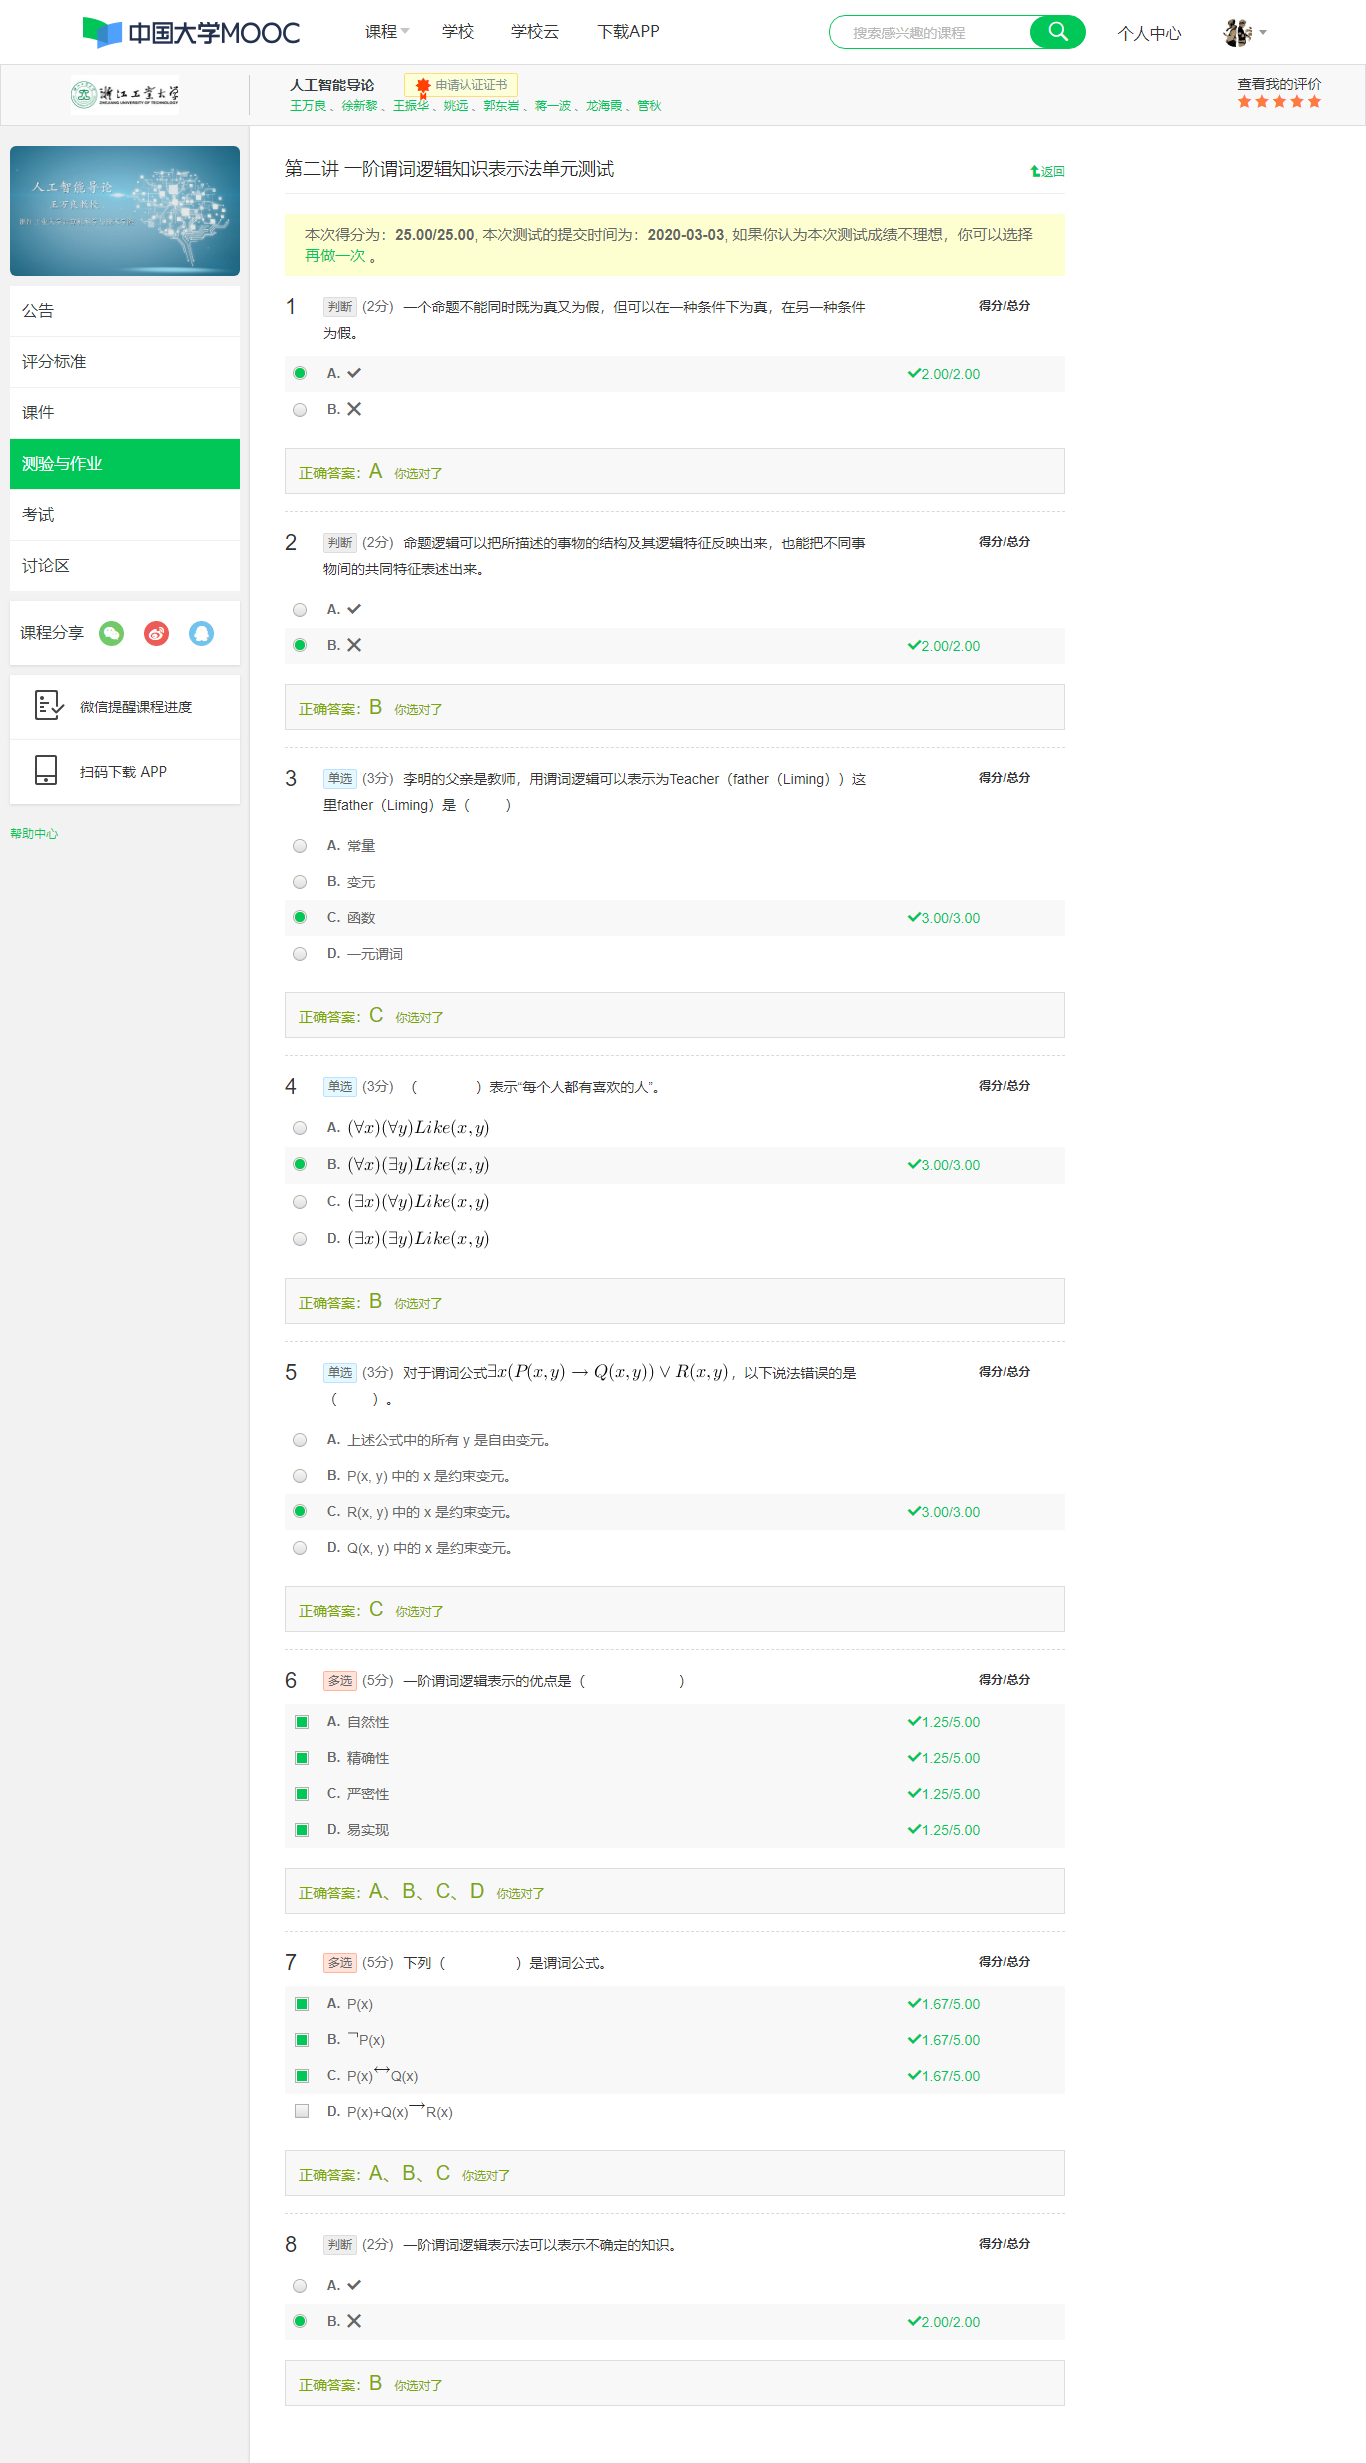 中国大学MOOC
课程 学校 学校云 下载APP
搜索感兴趣的课程
个人中心
浙江工业大学
ZHEJIANG UNIVERSITY OF TECHNOLOGY
人工智能导论 申请认证证书
王万良 、徐新黎 、王振华 、姚远 、郭东岩 、蒋一波 、龙海霞 、管秋
查看我的评价
人工智能导论
王万良教授
公告
评分标准
课件
测验与作业
考试
讨论区
课程分享
微信提醒课程进度
扫码下载 APP
帮助中心
第二讲 一阶谓词逻辑知识表示法单元测试
返回
本次得分为：25.00/25.00, 本次测试的提交时间为：2020-03-03, 如果你认为本次测试成绩不理想，你可以选择
再做一次 。
1 判断 (2分) 一个命题不能同时既为真又为假，但可以在一种条件下为真，在另一种条件 得分/总分
为假。
A. ✔ ✔2.00/2.00
B. ✕
正确答案：A 你选对了
2 判断 (2分) 命题逻辑可以把所描述的事物的结构及其逻辑特征反映出来，也能把不同事 得分/总分
物间的共同特征表述出来。
A. ✔
B. ✕ ✔2.00/2.00
正确答案：B 你选对了
3 单选 (3分) 李明的父亲是教师，用谓词逻辑可以表示为Teacher（father（Liming））这 得分/总分
里father（Liming）是（ ）
A. 常量
B. 变元
C. 函数 ✔3.00/3.00
D. 一元谓词
正确答案：C 你选对了
4 单选 (3分) （ ）表示“每个人都有喜欢的人”。 得分/总分
A. (∀x)(∀y)Like(x,y)
B. (∀x)(∃y)Like(x,y) ✔3.00/3.00
C. (∃x)(∀y)Like(x,y)
D. (∃x)(∃y)Like(x,y)
正确答案：B 你选对了
5 单选 (3分) 对于谓词公式∃x(P(x,y) → Q(x,y)) ∨ R(x,y)，以下说法错误的是 得分/总分
（ ）。
A. 上述公式中的所有 y 是自由变元。
B. P(x, y) 中的 x 是约束变元。
C. R(x, y) 中的 x 是约束变元。 ✔3.00/3.00
D. Q(x, y) 中的 x 是约束变元。
正确答案：C 你选对了
6 多选 (5分) 一阶谓词逻辑表示的优点是（ ） 得分/总分
A. 自然性 ✔1.25/5.00
B. 精确性 ✔1.25/5.00
C. 严密性 ✔1.25/5.00
D. 易实现 ✔1.25/5.00
正确答案：A、B、C、D 你选对了
7 多选 (5分) 下列（ ）是谓词公式。 得分/总分
A. P(x) ✔1.67/5.00
B. ¬P(x) ✔1.67/5.00
C. P(x)↔Q(x) ✔1.67/5.00
D. P(x)+Q(x)→R(x)
正确答案：A、B、C 你选对了
8 判断 (2分) 一阶谓词逻辑表示法可以表示不确定的知识。 得分/总分
A. ✔
B. ✕ ✔2.00/2.00
正确答案：B 你选对了